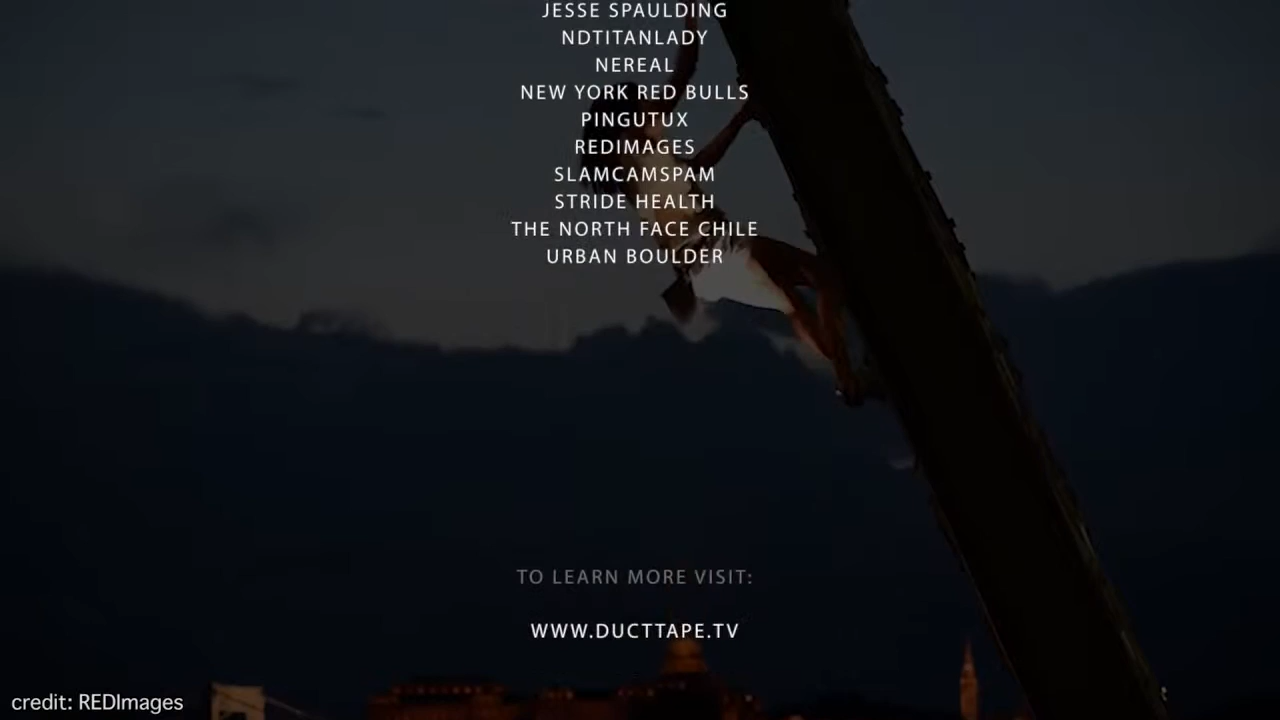 JESSE SPAULDING
NDTITANLADY
NEREAL
NEW YORK RED BULLS
PINGUTUX
REDIMAGES
SLAMCAMSPAM
STRIDE HEALTH
THE NORTH FACE CHILE
URBAN BOULDER
TO LEARN MORE VISIT:
WWW.DUCTTAPE.TV
credit: REDImages